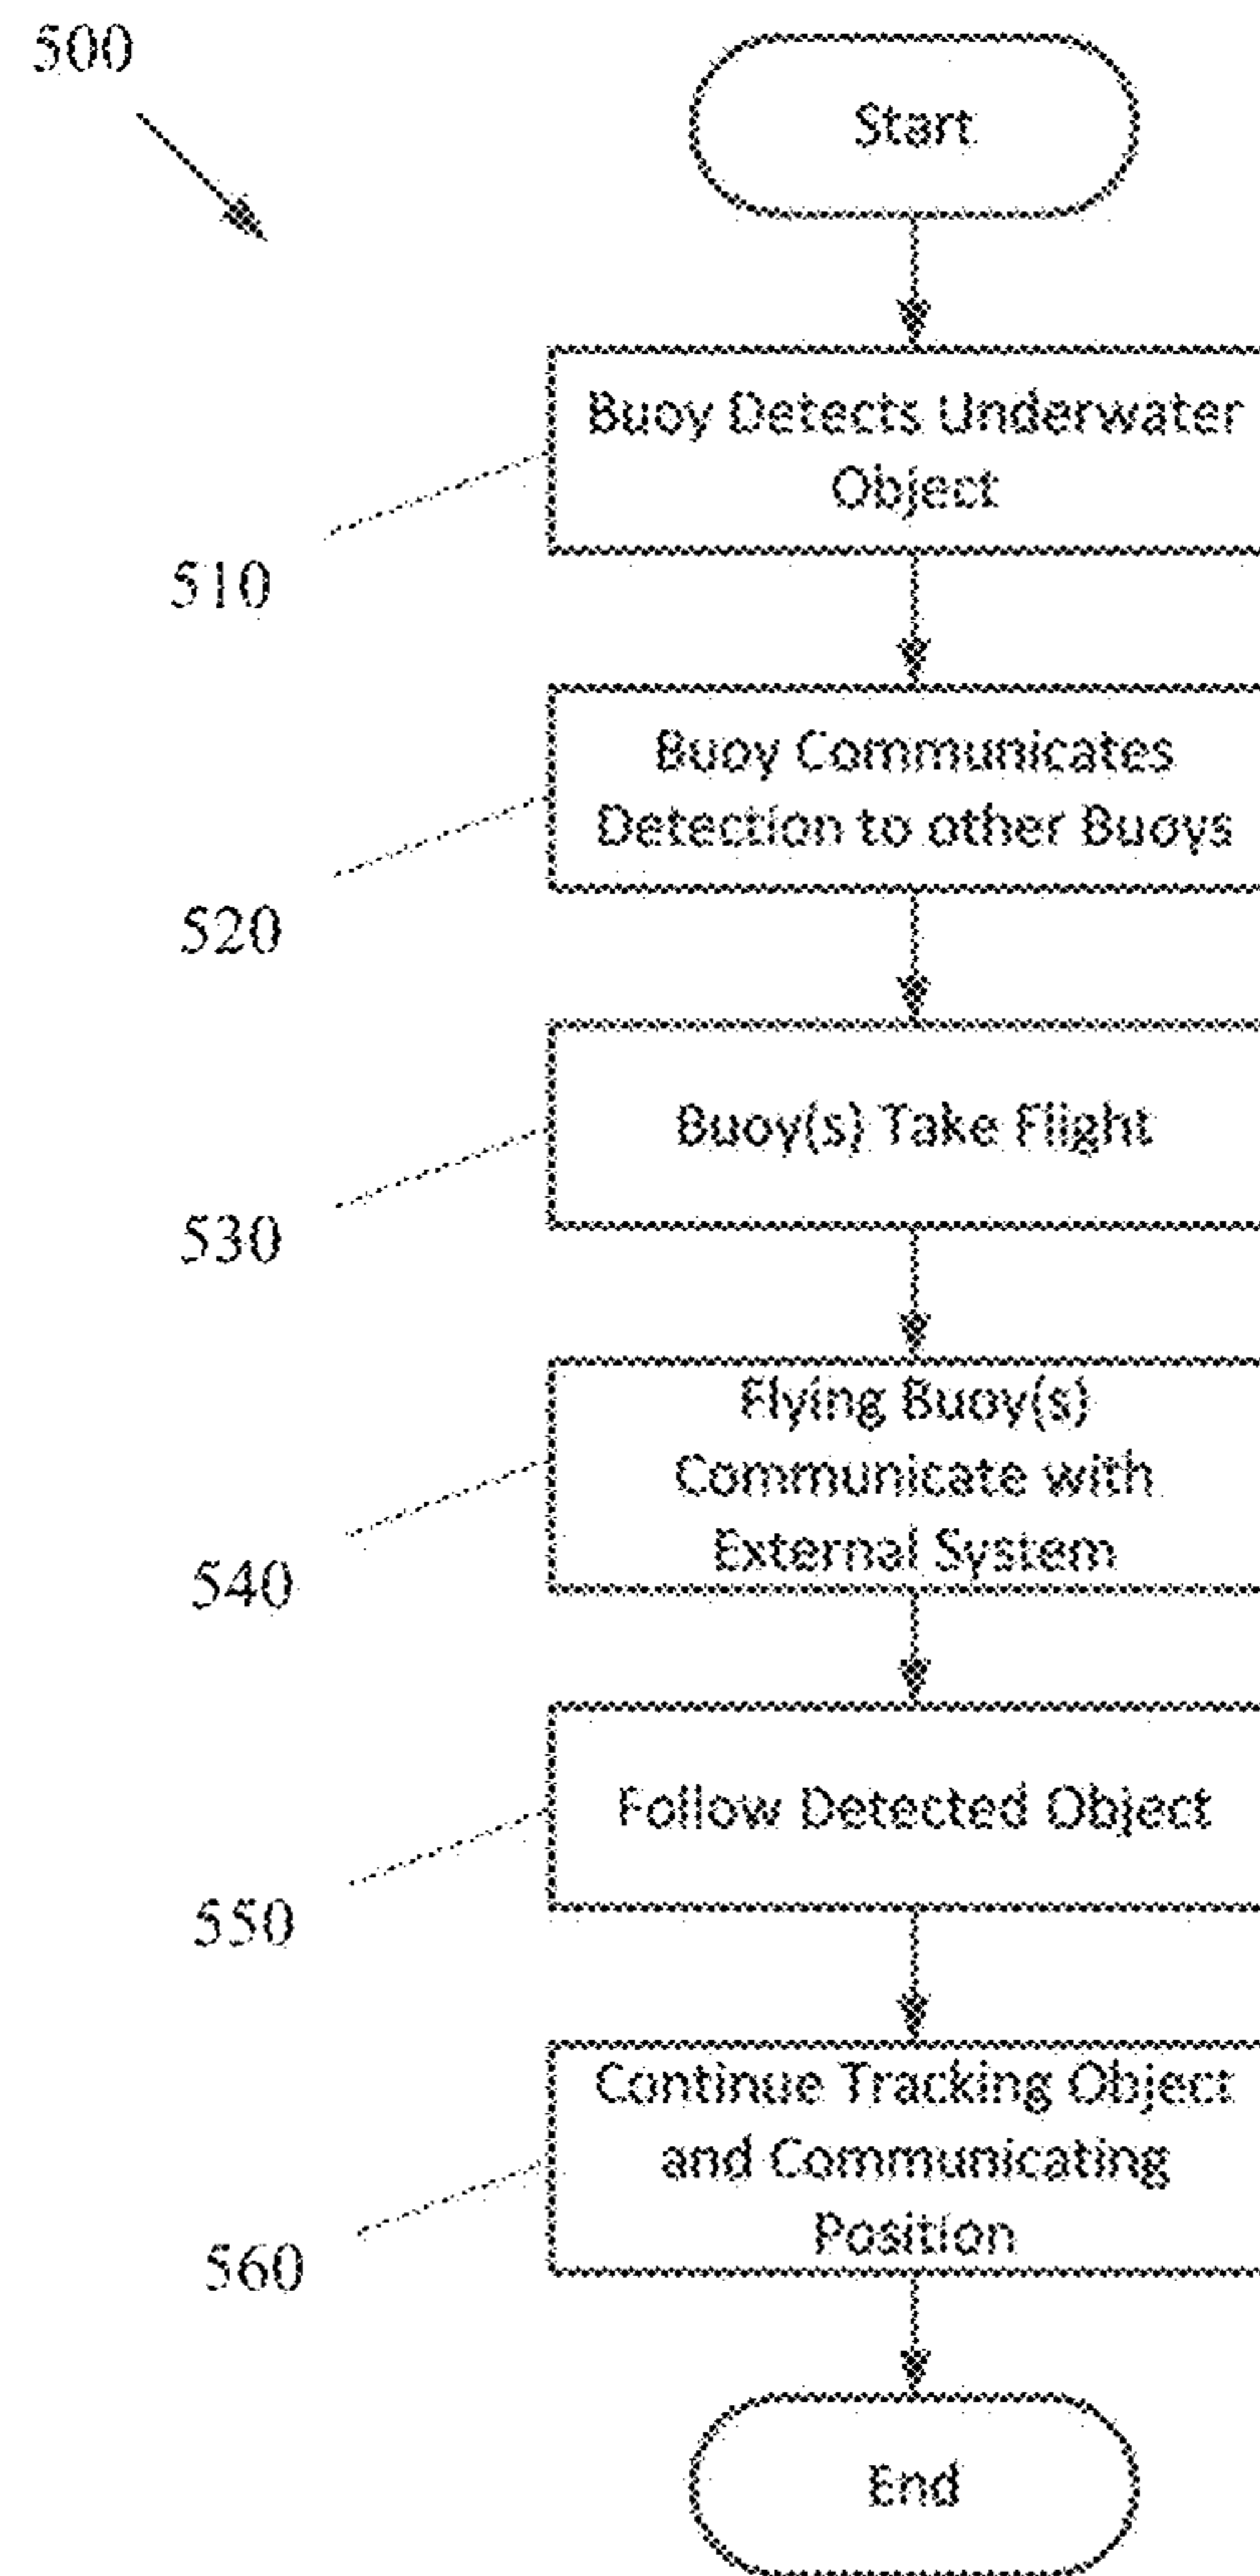 500
Start
Buoy Detects Underwater
Object
510
Buoy Communicates
Detection to other Buoys
520
Buoy(s) Take Flight
530
Flying Buoy(s)
Communicate with
External System
540
Follow Detected Object
550
Continue Tracking Object
and Communicating
Position
560
End